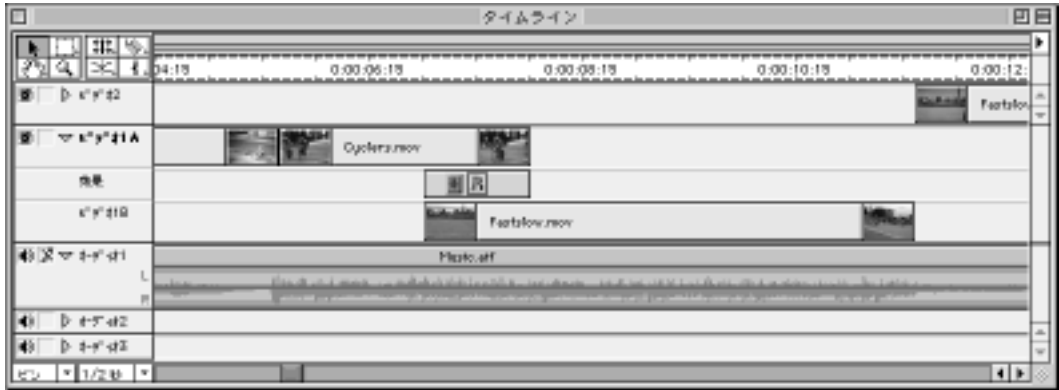 タイムライン
04:15 0:00:06:15 0:00:08:15 0:00:10:15 0:00:12:
ビデオ2 Fastslow
ビデオ1A Cyclers.mov
効果
ビデオ1B Fastslow.mov
オーディオ1 Music.aif
L
R
オーディオ2
オーディオ3
1/2 秒